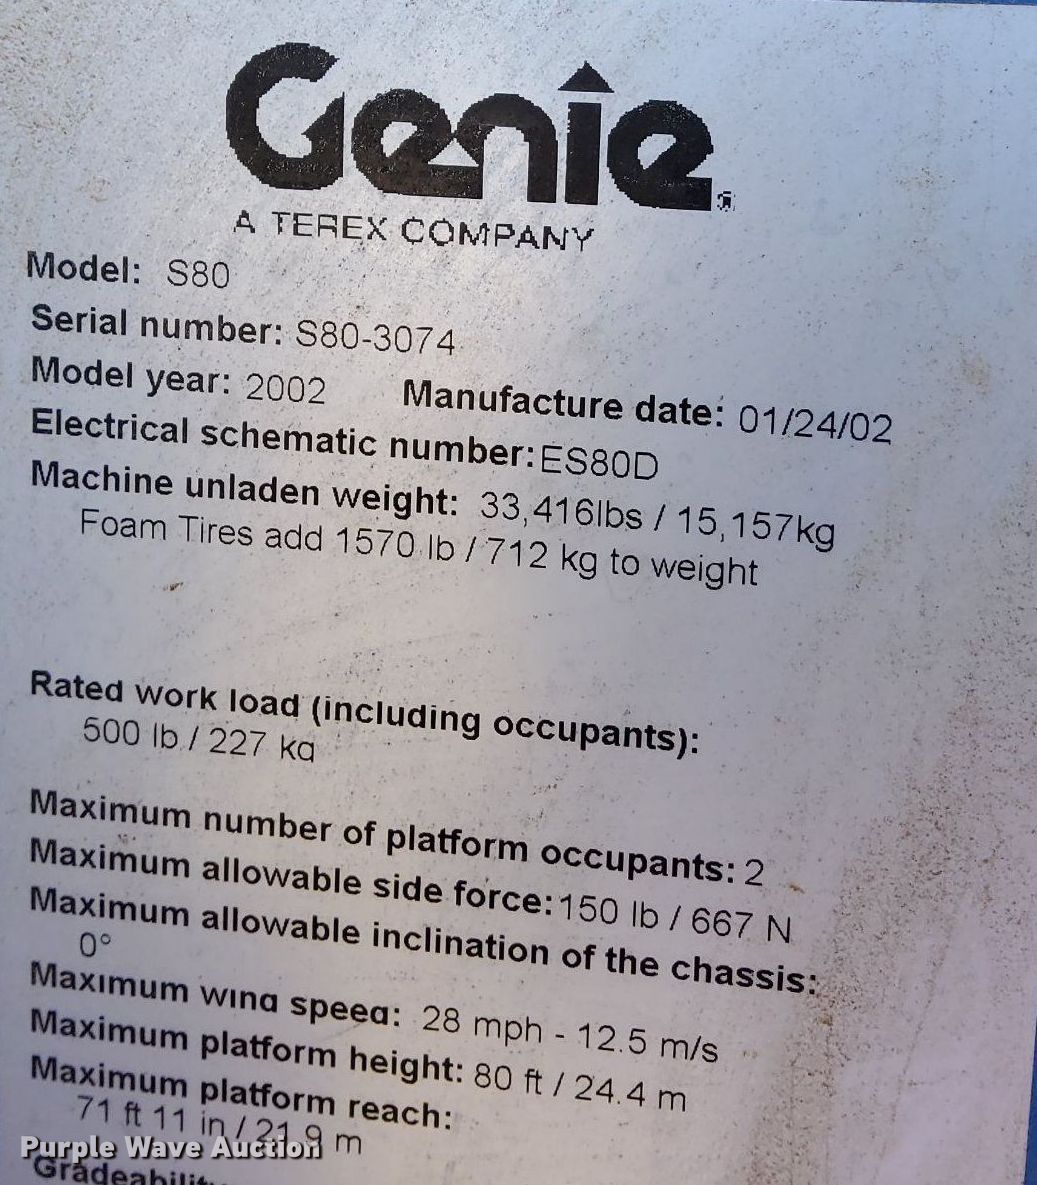 Genie
A TEREX COMPANY
Model: S80
Serial number: S80-3074
Model year: 2002 Manufacture date: 01/24/02
Electrical schematic number: ES80D
Machine unladen weight: 33,416lbs / 15,157kg
Foam Tires add 1570 lb / 712 kg to weight
Rated work load (including occupants):
500 lb / 227 kg
Maximum number of platform occupants: 2
Maximum allowable side force: 150 lb / 667 N
Maximum allowable inclination of the chassis:
0°
Maximum wind speed: 28 mph - 12.5 m/s
Maximum platform height: 80 ft / 24.4 m
Maximum platform reach:
71 ft 11 in / 21.9 m
Purple Wave Auction
Gradeability